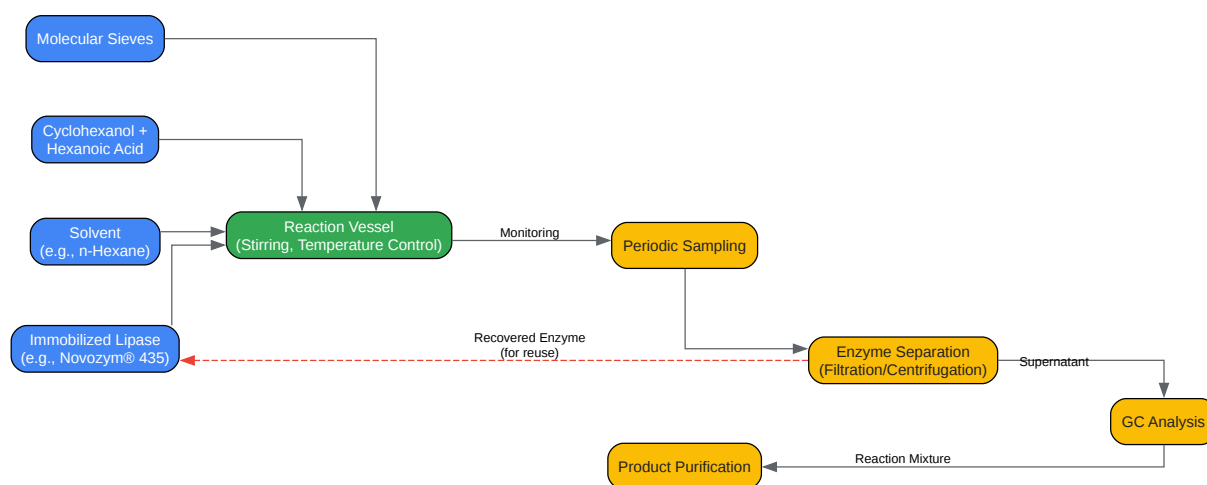 Molecular Sieves
Cyclohexanol +
Hexanoic Acid
Solvent
(e.g., n-Hexane)
Reaction Vessel
(Stirring, Temperature Control)
Monitoring
Periodic Sampling
Immobilized Lipase
(e.g., Novozym® 435)
Recovered Enzyme
(for reuse)
Enzyme Separation
(Filtration/Centrifugation)
Supernatant
GC Analysis
Reaction Mixture
Product Purification